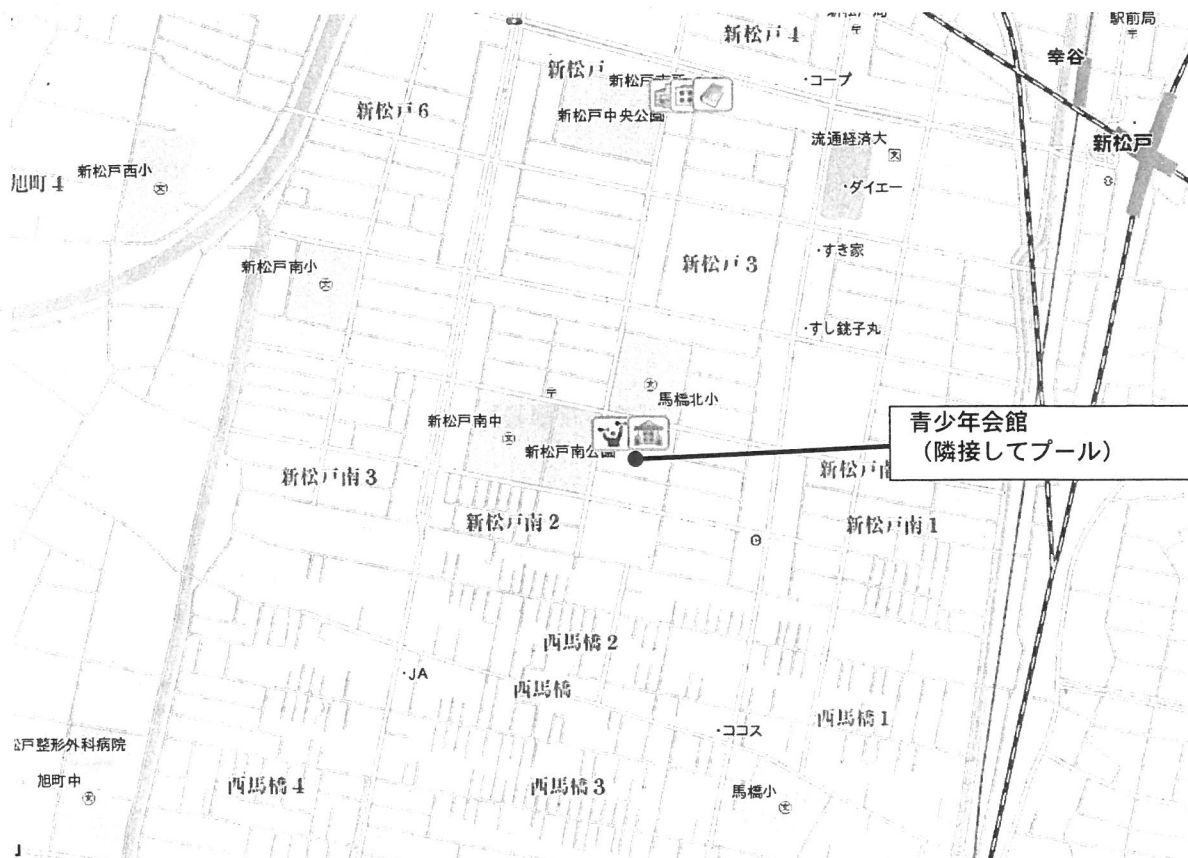 駅前局
新松戸4
幸谷
新松戸
・コープ
新松戸6
新松戸中央公園
流通経済大
新松戸
旭町4
新松戸西小
・ダイエー
・すき家
新松戸3
新松戸南小
・すし銚子丸
馬橋北小
新松戸南中
新松戸南公園
青少年会館
（隣接してプール）
新松戸南3
新松戸南2
新松戸南1
西馬橋2
・JA
西馬橋
西馬橋1
・ココス
松戸整形外科病院
旭町中
西馬橋4
西馬橋3
馬橋小